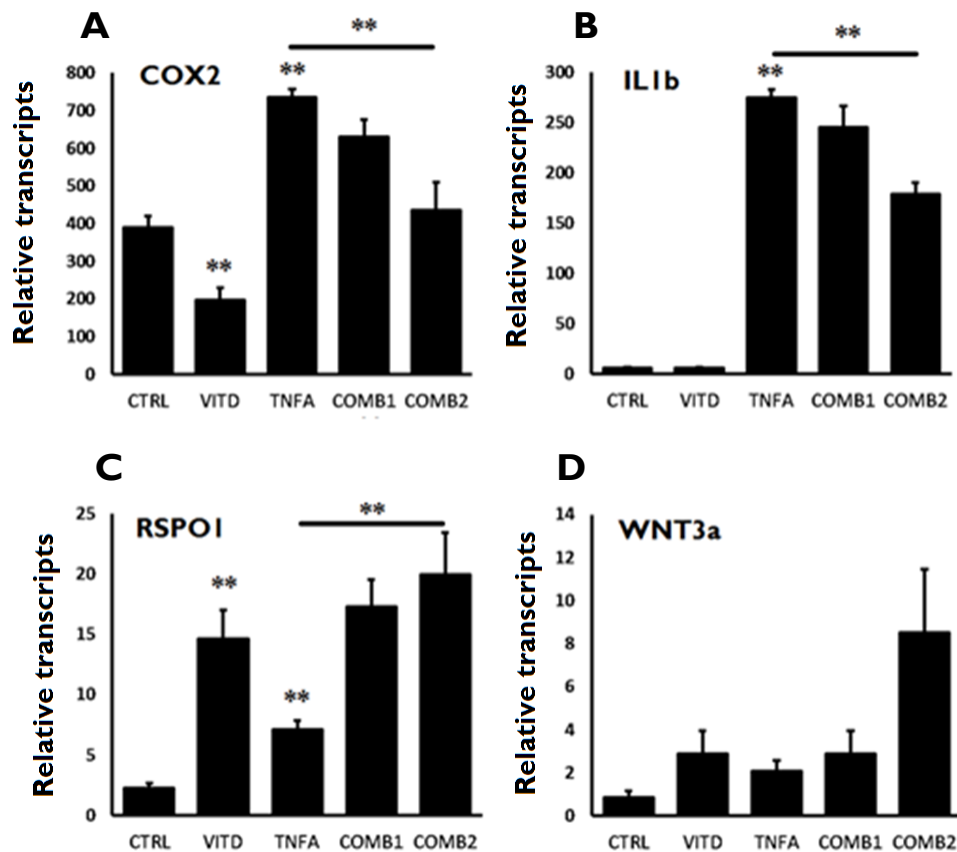 A
**
COX2
**
800
700
600
500
400
300
200
100
0
**
Relative transcripts
CTRL VITD TNFA COMB1 COMB2
B
**
IL1b
**
300
250
200
150
100
50
0
Relative transcripts
CTRL VITD TNFA COMB1 COMB2
C
**
RSPO1
25
20
15
10
5
0
**
**
Relative transcripts
CTRL VITD TNFA COMB1 COMB2
D
WNT3a
14
12
10
8
6
4
2
0
Relative transcripts
CTRL VITD TNFA COMB1 COMB2